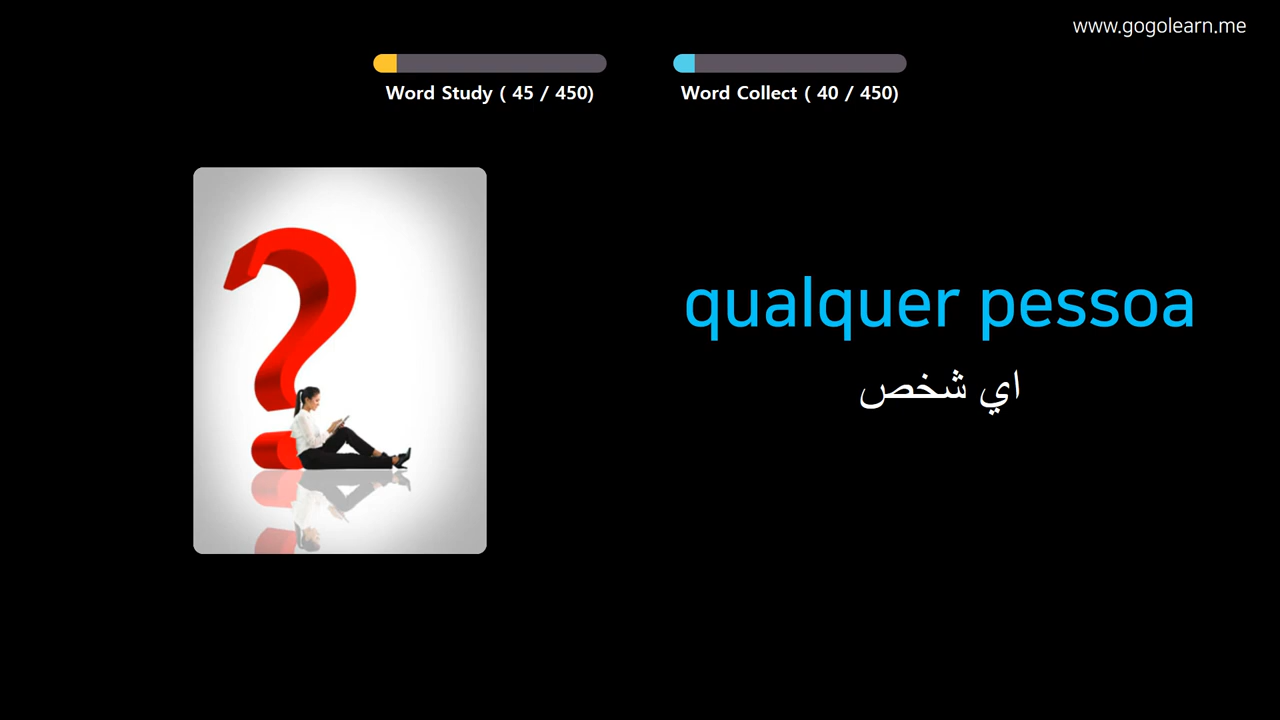 www.gogolearn.me
Word Study ( 45 / 450)
Word Collect ( 40 / 450)
qualquer pessoa
اي شخص